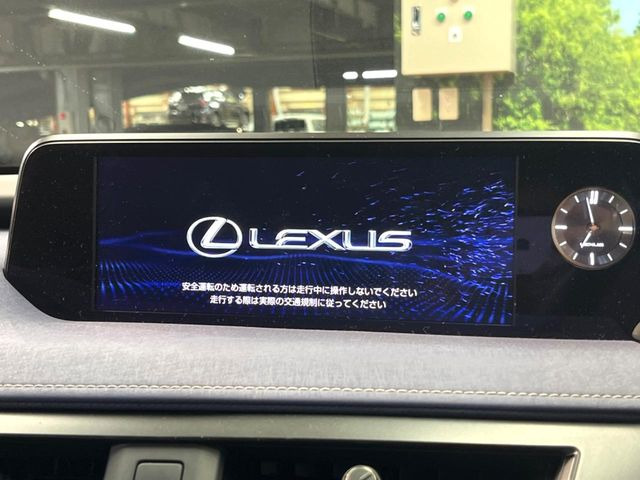 LEXUS
安全運転のため運転される方は走行中に操作しないでください
走行する際は実際の交通規制に従ってください
LEXUS